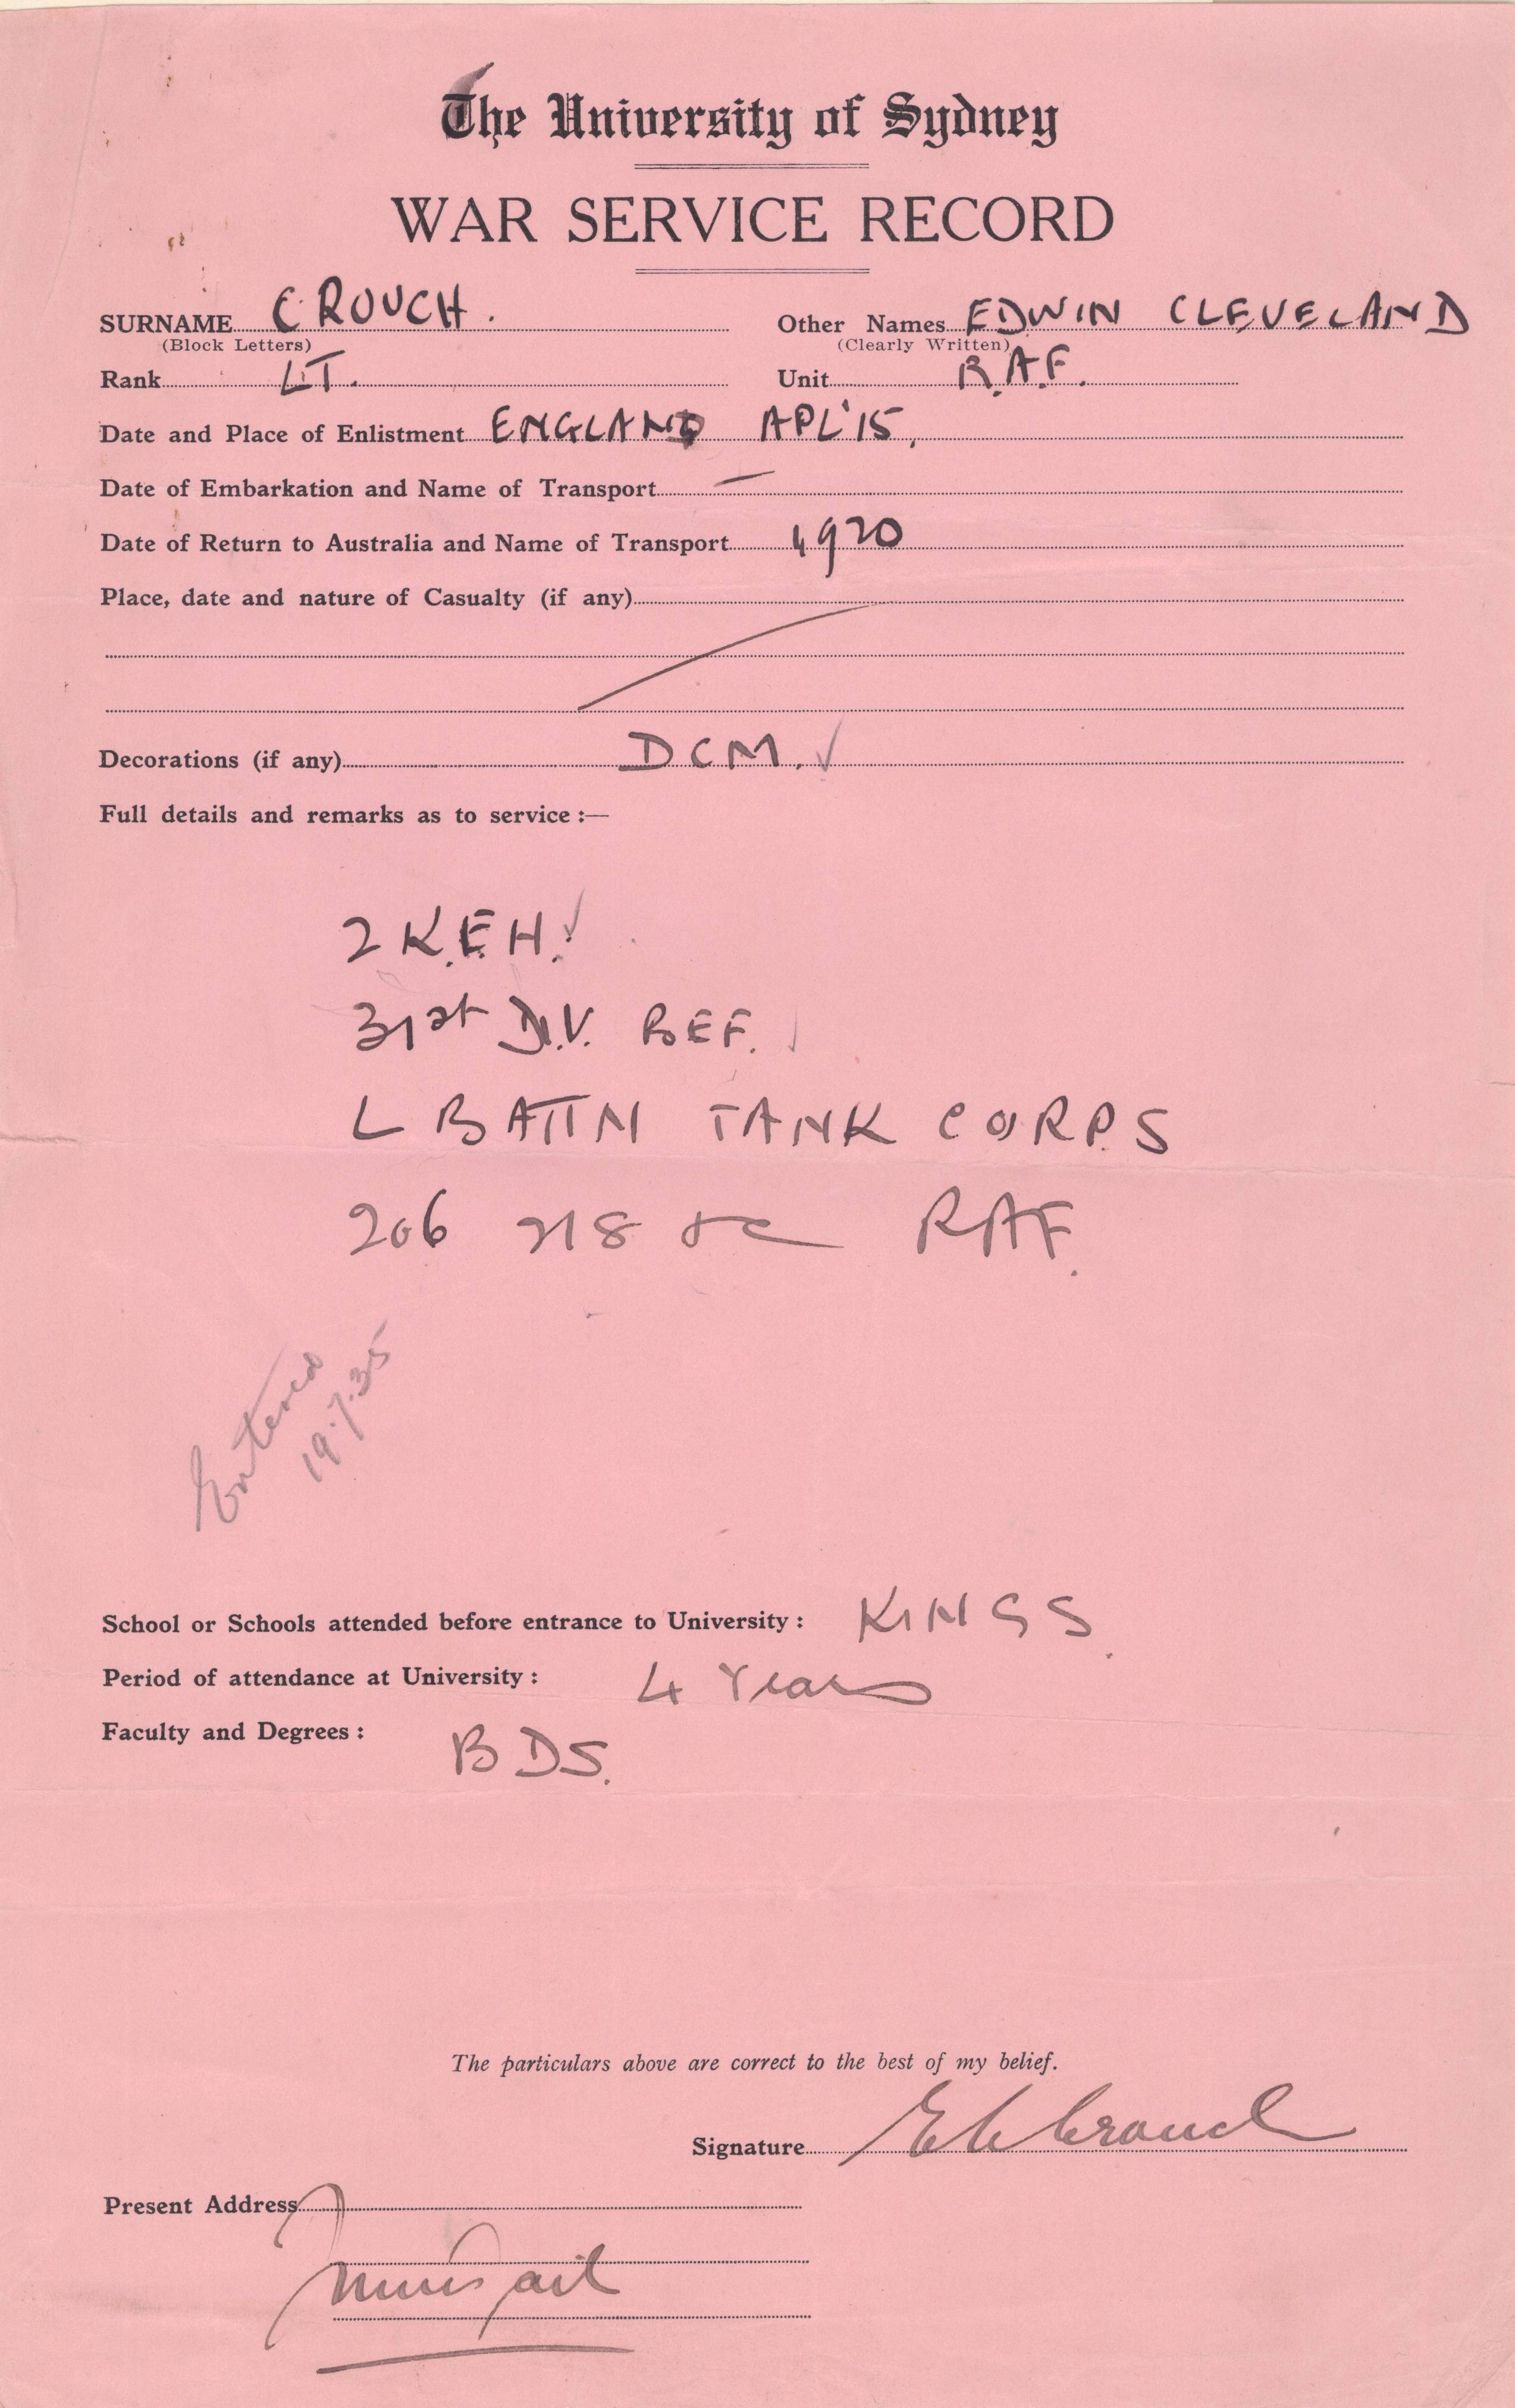 The University of Sydney
WAR SERVICE RECORD
SURNAME CROUCH. Other Names EDWIN CLEVELAND
(Block Letters) (Clearly Written)
Rank LT. Unit R.A.F.
Date and Place of Enlistment ENGLAND APL'15.
Date of Embarkation and Name of Transport —
Date of Return to Australia and Name of Transport 1920
Place, date and nature of Casualty (if any)
Decorations (if any) DCM. ✓
Full details and remarks as to service :—
2 K.E.H. ✓
31st DIV. BEF. ✓
L BATTN TANK CORPS
206 218 etc RAF.
Entered
19.7.35
School or Schools attended before entrance to University : KINGS.
Period of attendance at University : 4 Years
Faculty and Degrees : BDS.
The particulars above are correct to the best of my belief.
Signature E C Crouch
Present Address